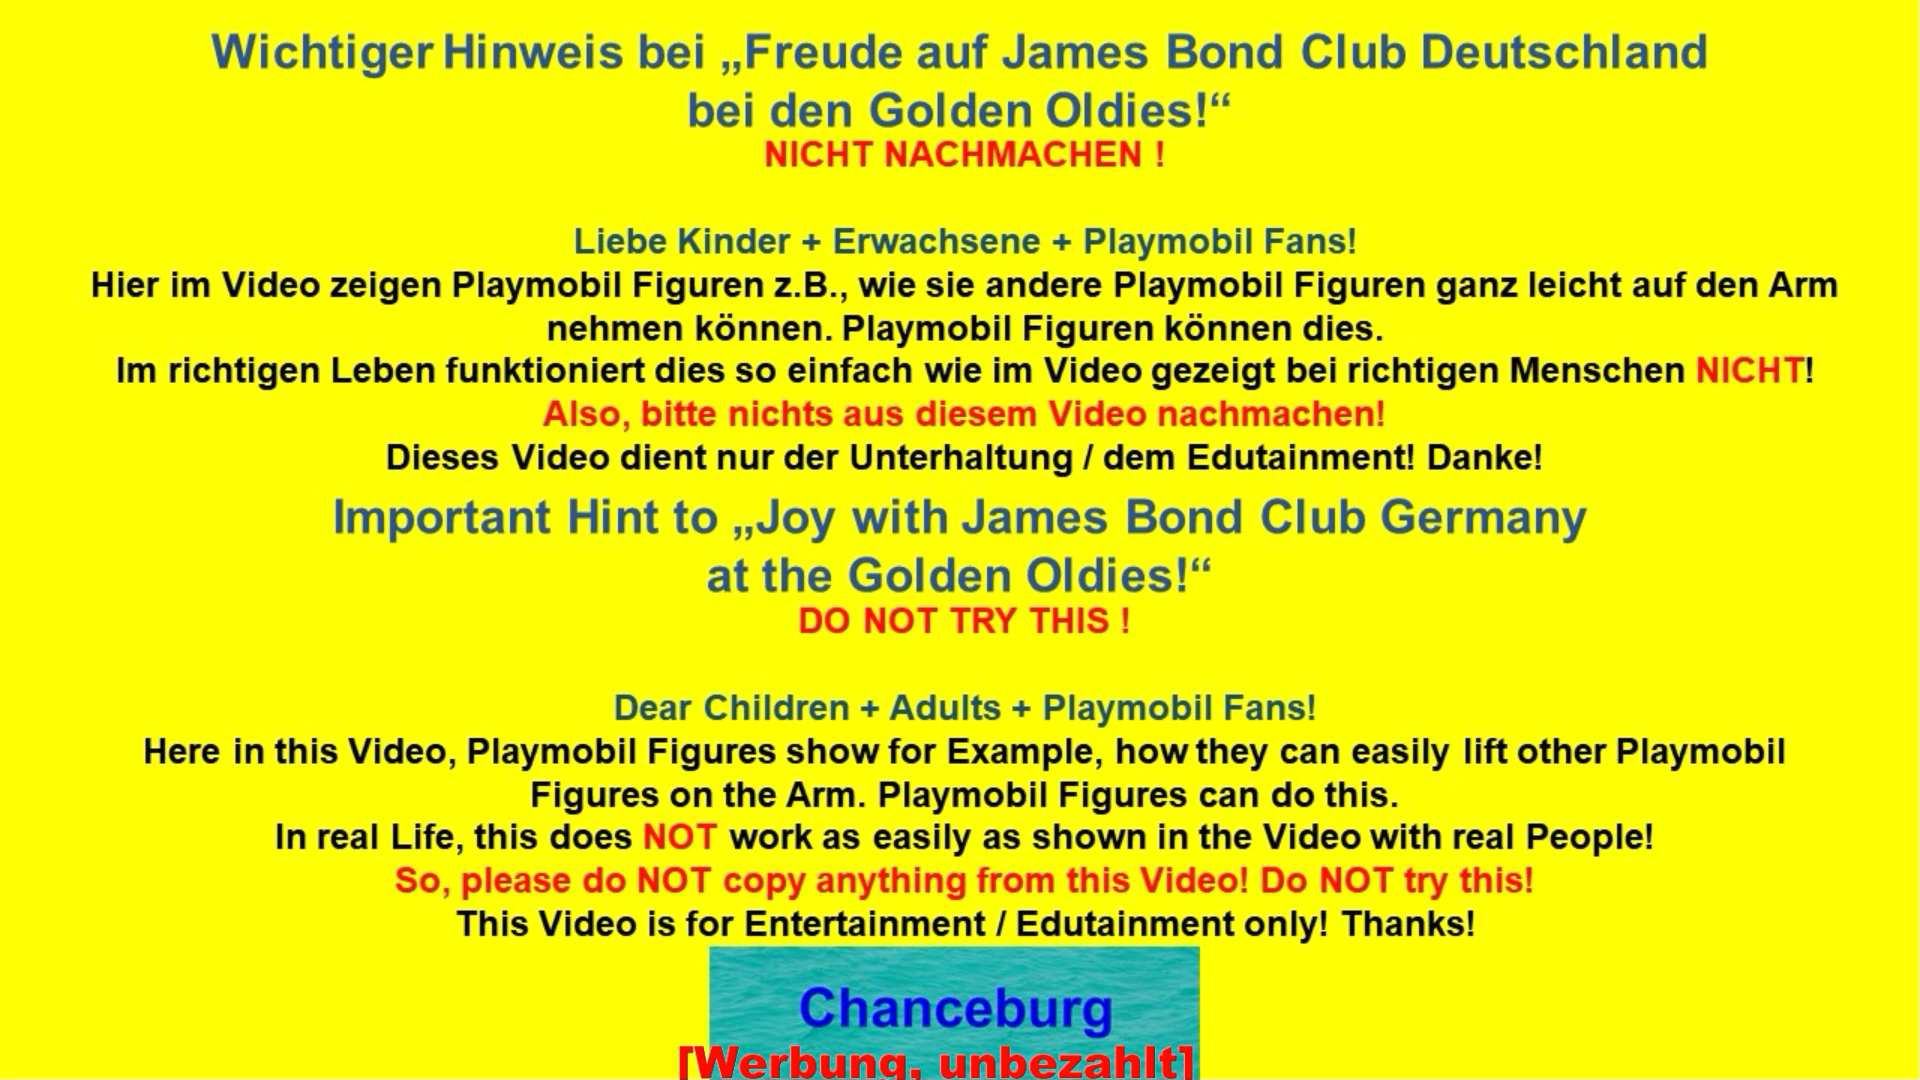 Wichtiger Hinweis bei „Freude auf James Bond Club Deutschland
bei den Golden Oldies!“
NICHT NACHMACHEN !
Liebe Kinder + Erwachsene + Playmobil Fans!
Hier im Video zeigen Playmobil Figuren z.B., wie sie andere Playmobil Figuren ganz leicht auf den Arm
nehmen können. Playmobil Figuren können dies.
Im richtigen Leben funktioniert dies so einfach wie im Video gezeigt bei richtigen Menschen NICHT!
Also, bitte nichts aus diesem Video nachmachen!
Dieses Video dient nur der Unterhaltung / dem Edutainment! Danke!
Important Hint to „Joy with James Bond Club Germany
at the Golden Oldies!“
DO NOT TRY THIS !
Dear Children + Adults + Playmobil Fans!
Here in this Video, Playmobil Figures show for Example, how they can easily lift other Playmobil
Figures on the Arm. Playmobil Figures can do this.
In real Life, this does NOT work as easily as shown in the Video with real People!
So, please do NOT copy anything from this Video! Do NOT try this!
This Video is for Entertainment / Edutainment only! Thanks!
Chanceburg
[Werbung, unbezahlt]